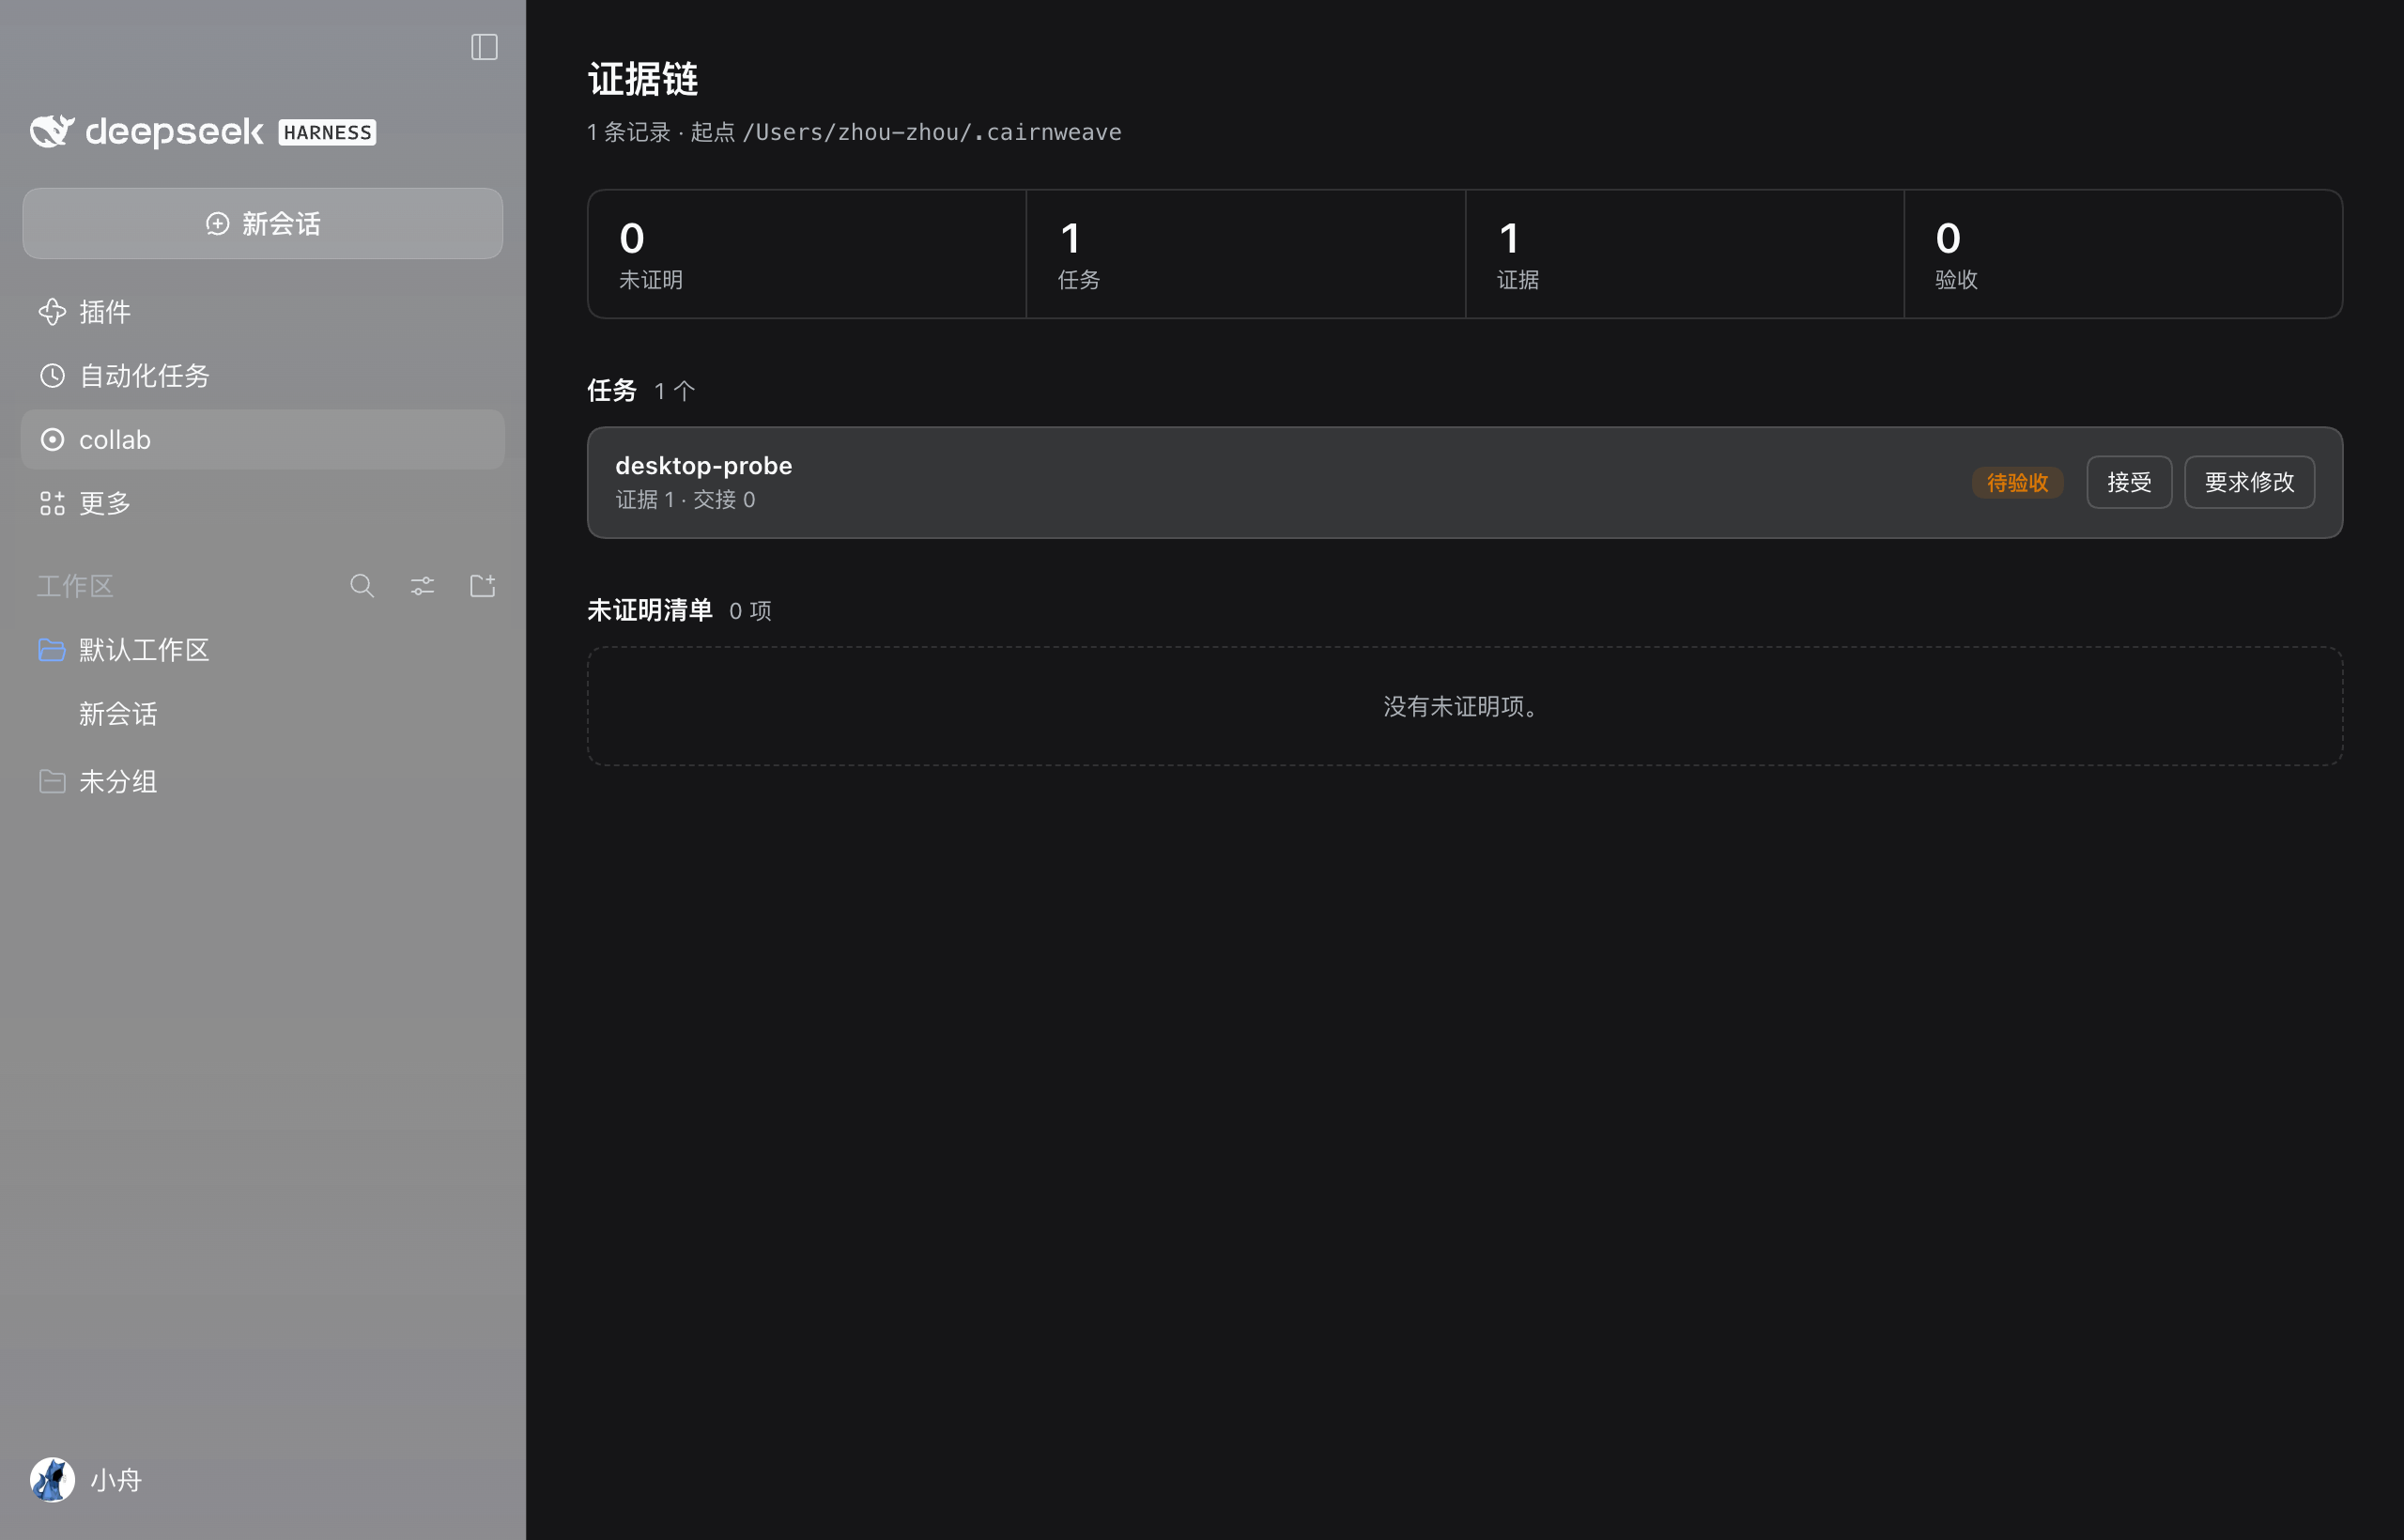 deepseek HARNESS
新会话
插件
自动化任务
collab
更多
工作区
默认工作区
新会话
未分组
小舟
证据链
1 条记录 · 起点 /Users/zhou-zhou/.cairnweave
0
未证明
1
任务
1
证据
0
验收
任务 1 个
desktop-probe
证据 1 · 交接 0
待验收
接受
要求修改
未证明清单 0 项
没有未证明项。